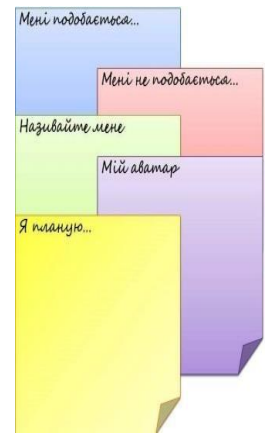 Мені подобається...
Мені не подобається...
Називайте мене
Мій аватар
Я планую...